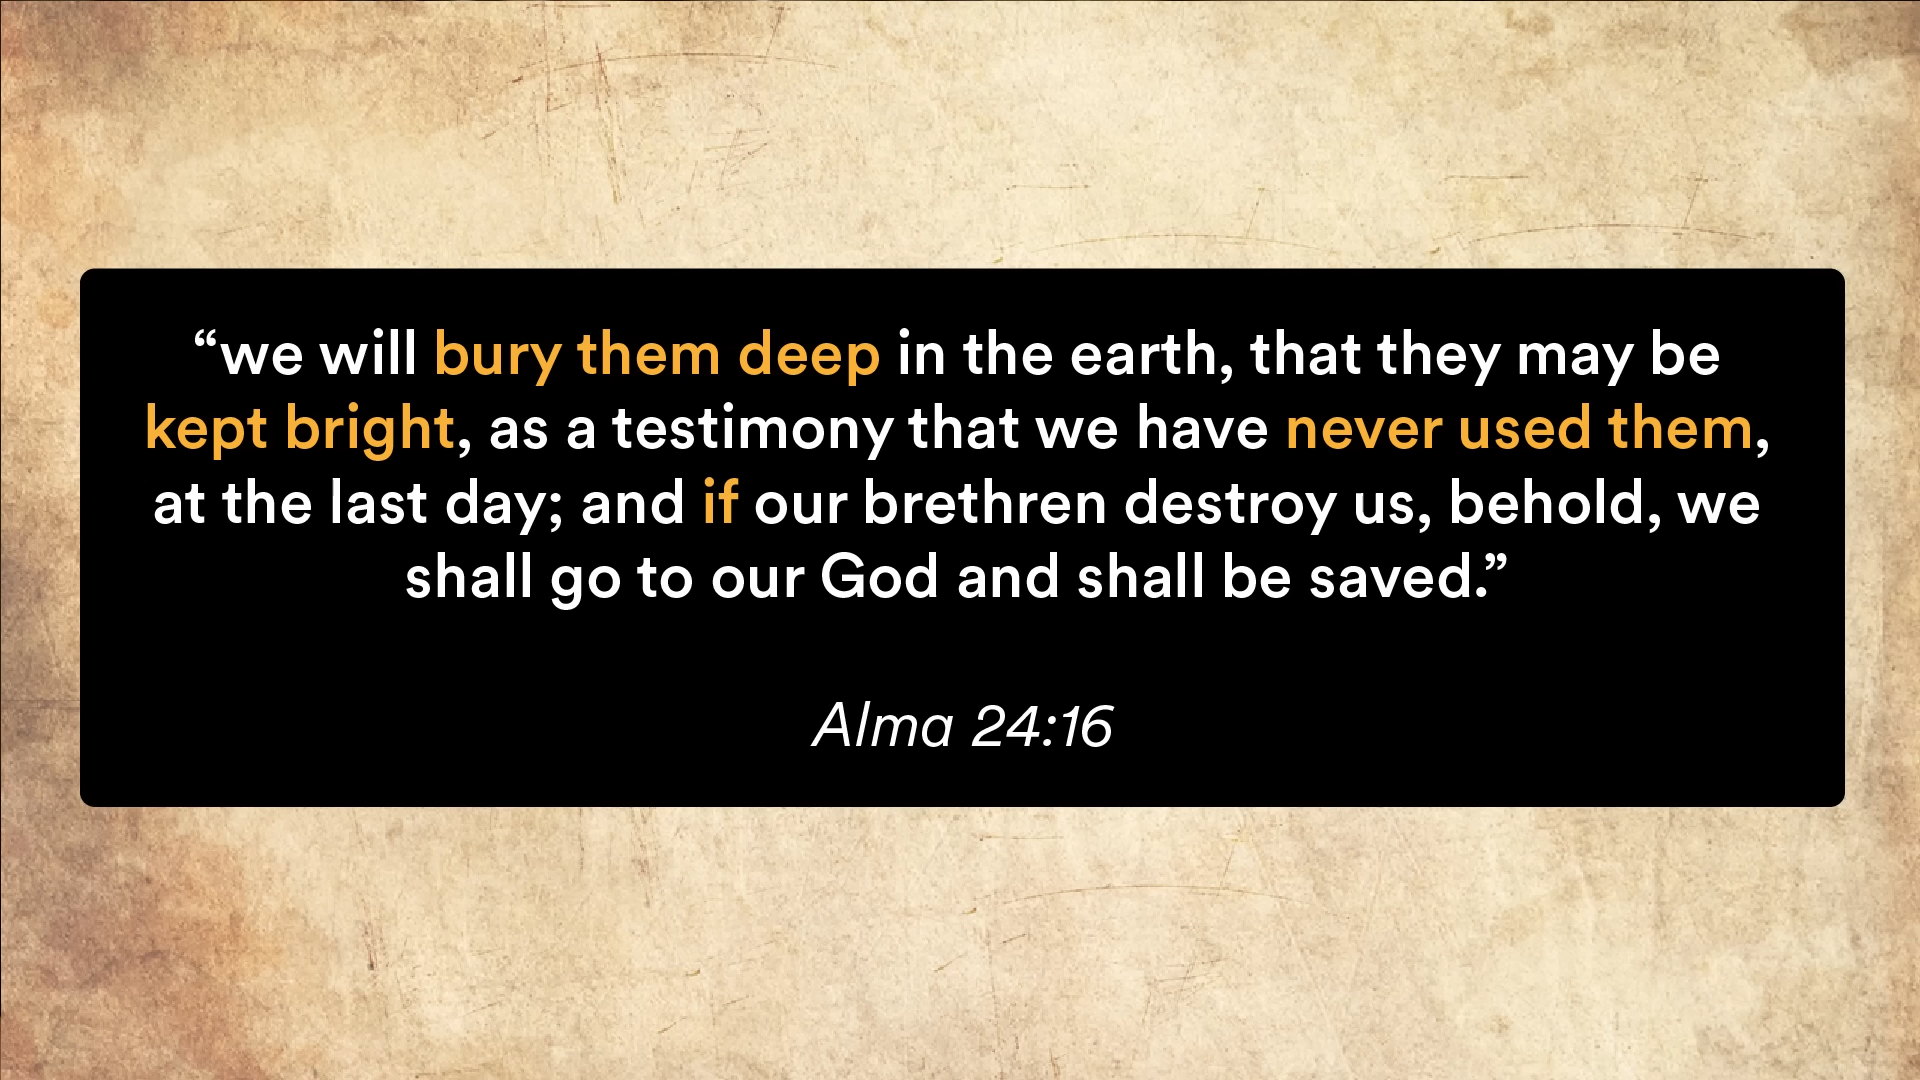 “we will bury them deep in the earth, that they may be
kept bright, as a testimony that we have never used them,
at the last day; and if our brethren destroy us, behold, we
shall go to our God and shall be saved.”
Alma 24:16